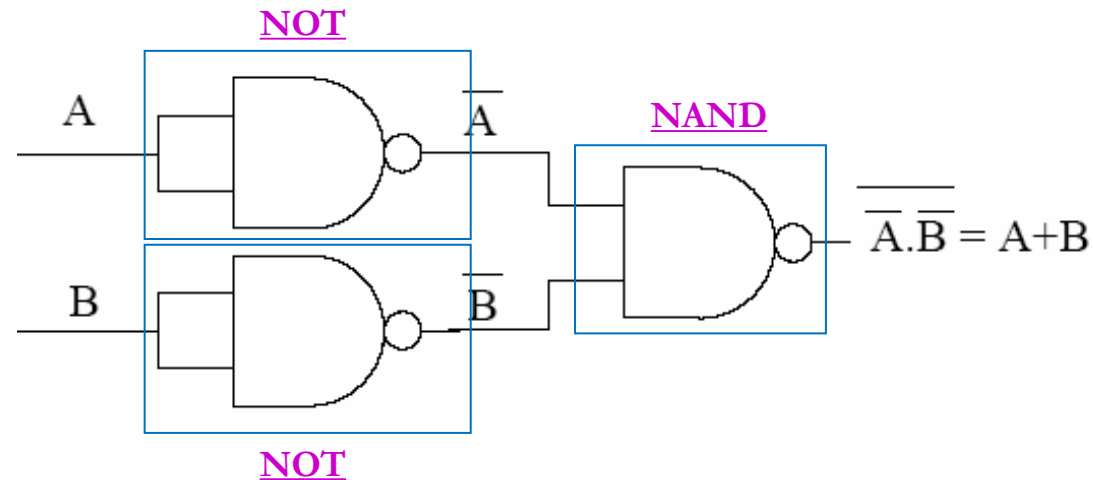 NOT
A
A̅
NAND
B
B̅
A̅.B̅ = A+B
NOT